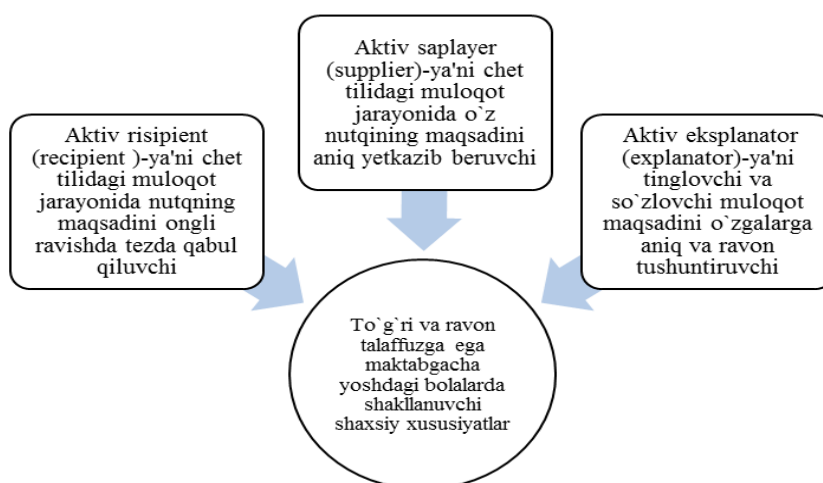 Aktiv risipient
(recipient )-ya'ni chet
tilidagi muloqot
jarayonida nutqning
maqsadini ongli
ravishda tezda qabul
qiluvchi
Aktiv saplayer
(supplier)-ya'ni chet
tilidagi muloqot
jarayonida o`z
nutqining maqsadini
aniq yetkazib beruvchi
Aktiv eksplanator
(explanator)-ya'ni
tinglovchi va
so`zlovchi muloqot
maqsadini o`zgalarga
aniq va ravon
tushuntiruvchi
To`g`ri va ravon
talaffuzga ega
maktabgacha
yoshdagi bolalarda
shakllanuvchi
shaxsiy xususiyatlar